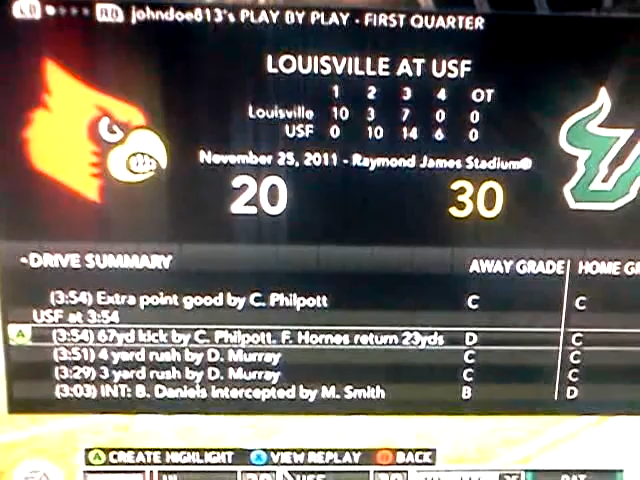 LB RB johndoe813's PLAY BY PLAY - FIRST QUARTER
LOUISVILLE AT USF
1 2 3 4 OT
Louisville 10 3 7 0 0
USF 0 10 14 6 0
November 25, 2011 - Raymond James Stadium®
20 30
-DRIVE SUMMARY AWAY GRADE HOME GR
(3:54) Extra point good by C. Philpott C C
USF at 3:54
A (3:54) 67yd kick by C. Philpott. F. Hornes return 23yds D C
(3:51) 4 yard rush by D. Murray C C
(3:29) 3 yard rush by D. Murray C C
(3:03) INT: B. Daniels intercepted by M. Smith B D
A CREATE HIGHLIGHT X VIEW REPLAY B BACK